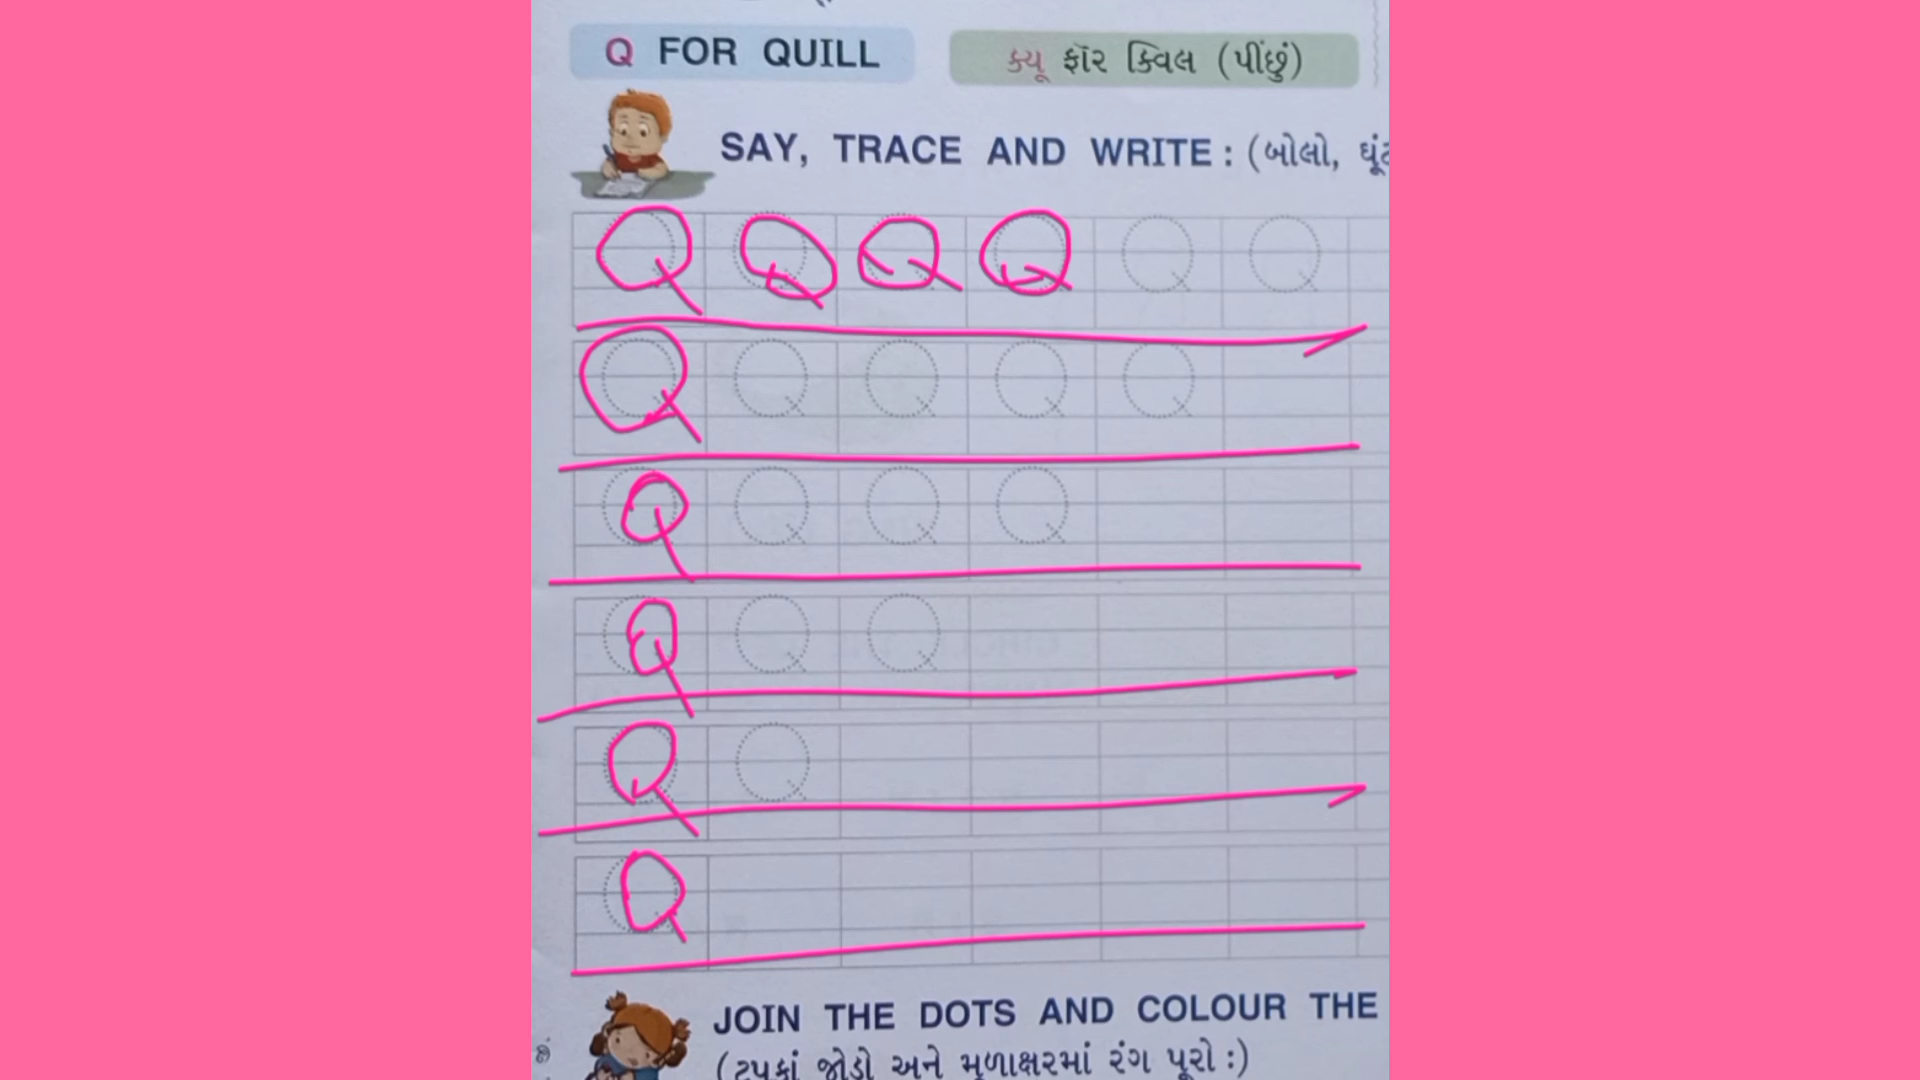 Q FOR QUILL
ક્યૂ ફૉર ક્વિલ (પીંછું)
SAY, TRACE AND WRITE : (બોલો,
Q Q Q Q Q Q
Q Q Q Q Q
Q Q Q Q
Q Q Q
Q Q
Q
JOIN THE DOTS AND COLOUR THE
(ટપકાં જોડો અને મૂળાક્ષરમાં રંગ પૂરો :)